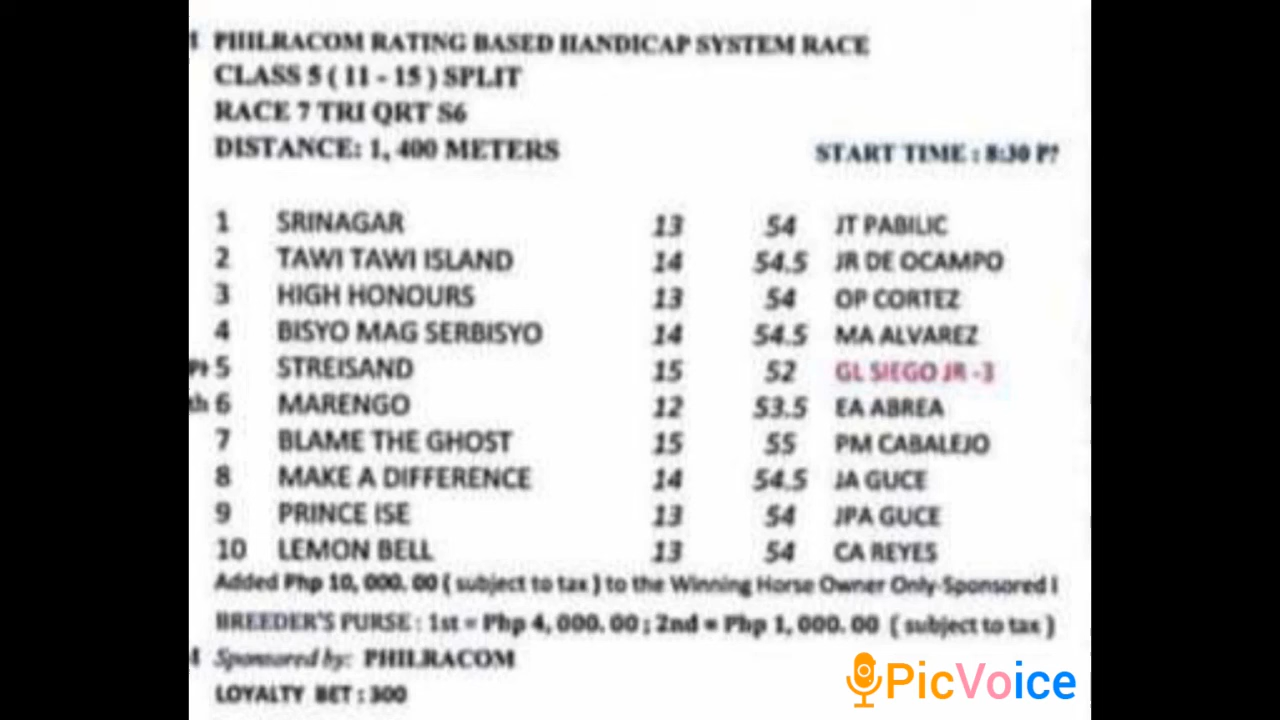 PHILRACOM RATING BASED HANDICAP SYSTEM RACE
CLASS 5 ( 11 - 15 ) SPLIT
RACE 7 TRI QRT S6
DISTANCE: 1, 400 METERS START TIME : 8:30 P
1 SRINAGAR 13 54 JT PABILIC
2 TAWI TAWI ISLAND 14 54.5 JR DE OCAMPO
3 HIGH HONOURS 13 54 OP CORTEZ
4 BISYO MAG SERBISYO 14 54.5 MA ALVAREZ
5 STREISAND 15 52 GL SIEGO JR -3
th 6 MARENGO 12 53.5 EA ABREA
7 BLAME THE GHOST 15 55 PM CABALEJO
8 MAKE A DIFFERENCE 14 54.5 JA GUCE
9 PRINCE ISE 13 54 JPA GUCE
10 LEMON BELL 13 54 CA REYES
Added Php 10, 000. 00 ( subject to tax ) to the Winning Horse Owner Only-Sponsored
BREEDER'S PURSE : 1st = Php 4, 000. 00 ; 2nd = Php 1, 000. 00 ( subject to tax )
Sponsored by: PHILRACOM
LOYALTY BET : 300
PicVoice